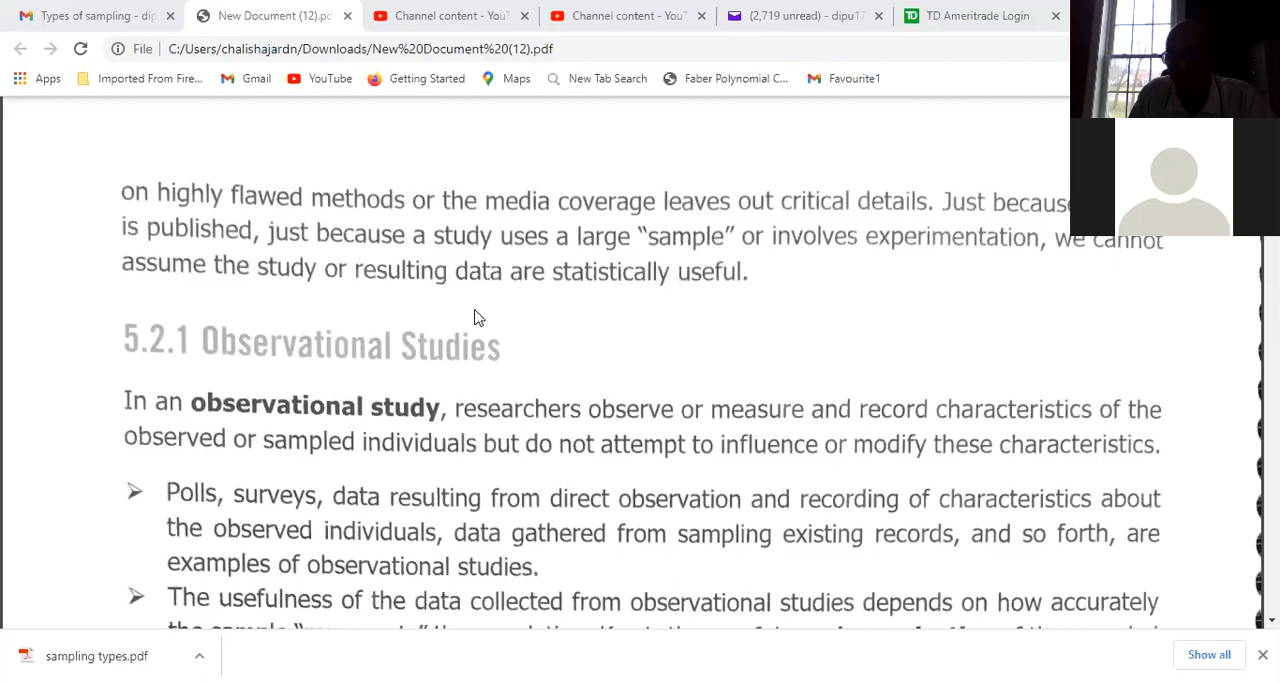 Types of sampling - dip
New Document (12).pd
Channel content - You
Channel content - You
(2,719 unread) - dipu17
TD Ameritrade Login
File C:/Users/chalishajardn/Downloads/New%20Document%20(12).pdf
Apps Imported From Fire... Gmail YouTube Getting Started Maps New Tab Search Faber Polynomial C... Favourite1
on highly flawed methods or the media coverage leaves out critical details. Just because
is published, just because a study uses a large “sample” or involves experimentation, we cannot
assume the study or resulting data are statistically useful.
5.2.1 Observational Studies
In an observational study, researchers observe or measure and record characteristics of the
observed or sampled individuals but do not attempt to influence or modify these characteristics.
➢ Polls, surveys, data resulting from direct observation and recording of characteristics about
the observed individuals, data gathered from sampling existing records, and so forth, are
examples of observational studies.
➢ The usefulness of the data collected from observational studies depends on how accurately
sampling types.pdf
Show all